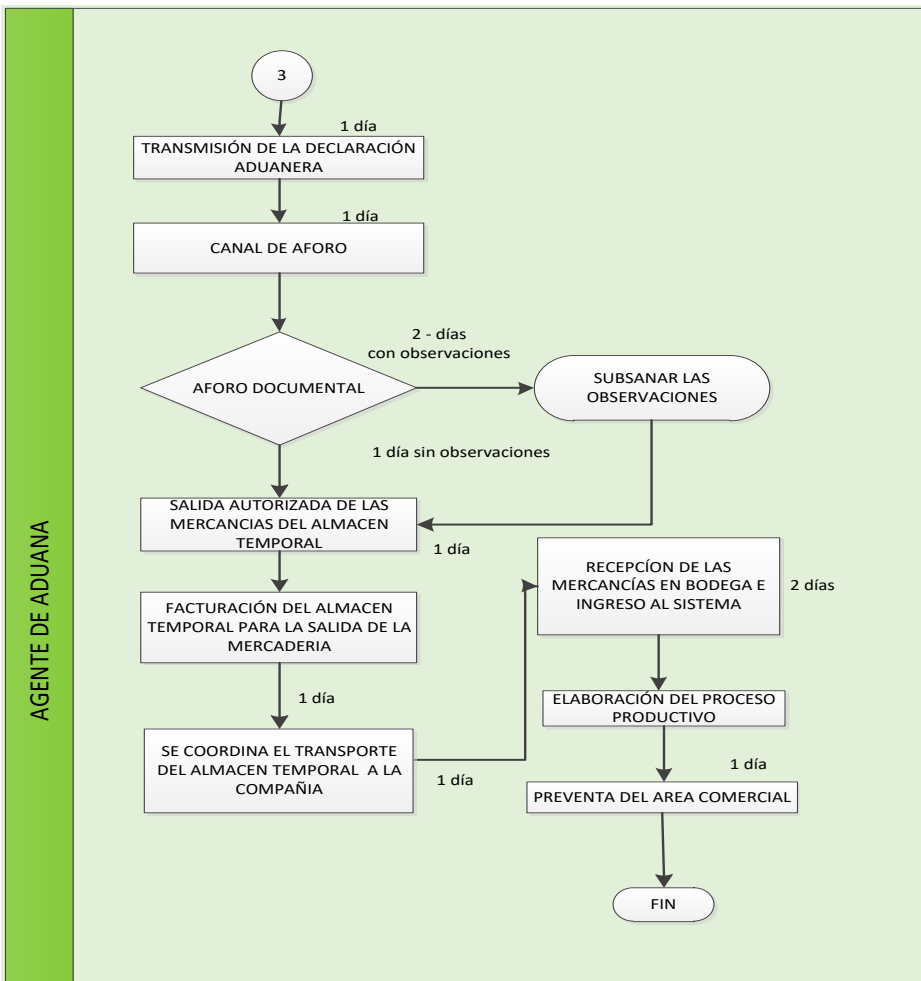 AGENTE DE ADUANA
3
1 día
TRANSMISIÓN DE LA DECLARACIÓN
ADUANERA
1 día
CANAL DE AFORO
2 - días
con observaciones
AFORO DOCUMENTAL
SUBSANAR LAS
OBSERVACIONES
1 día sin observaciones
SALIDA AUTORIZADA DE LAS
MERCANCIAS DEL ALMACEN
TEMPORAL
1 día
FACTURACIÓN DEL ALMACEN
TEMPORAL PARA LA SALIDA DE LA
MERCADERIA
1 día
SE COORDINA EL TRANSPORTE
DEL ALMACEN TEMPORAL A LA
COMPAÑIA
1 día
RECEPCÍON DE LAS
MERCANCÍAS EN BODEGA E
INGRESO AL SISTEMA
2 días
ELABORACIÓN DEL PROCESO
PRODUCTIVO
1 día
PREVENTA DEL AREA COMERCIAL
FIN